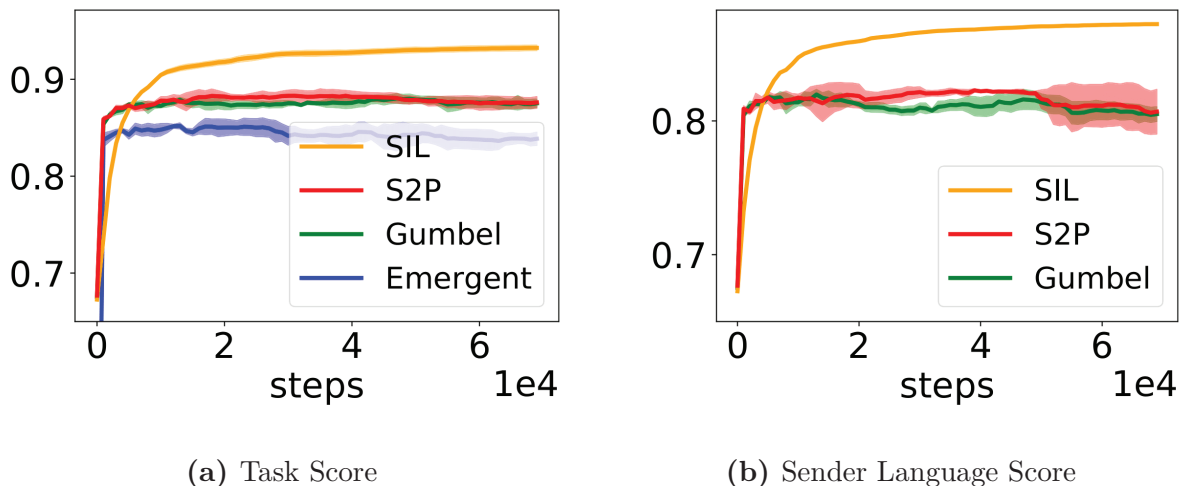 0.9
0.8
0.7
SIL
S2P
Gumbel
Emergent
0 2 4 6
steps 1e4
(a) Task Score
0.8
0.7
SIL
S2P
Gumbel
0 2 4 6
steps 1e4
(b) Sender Language Score